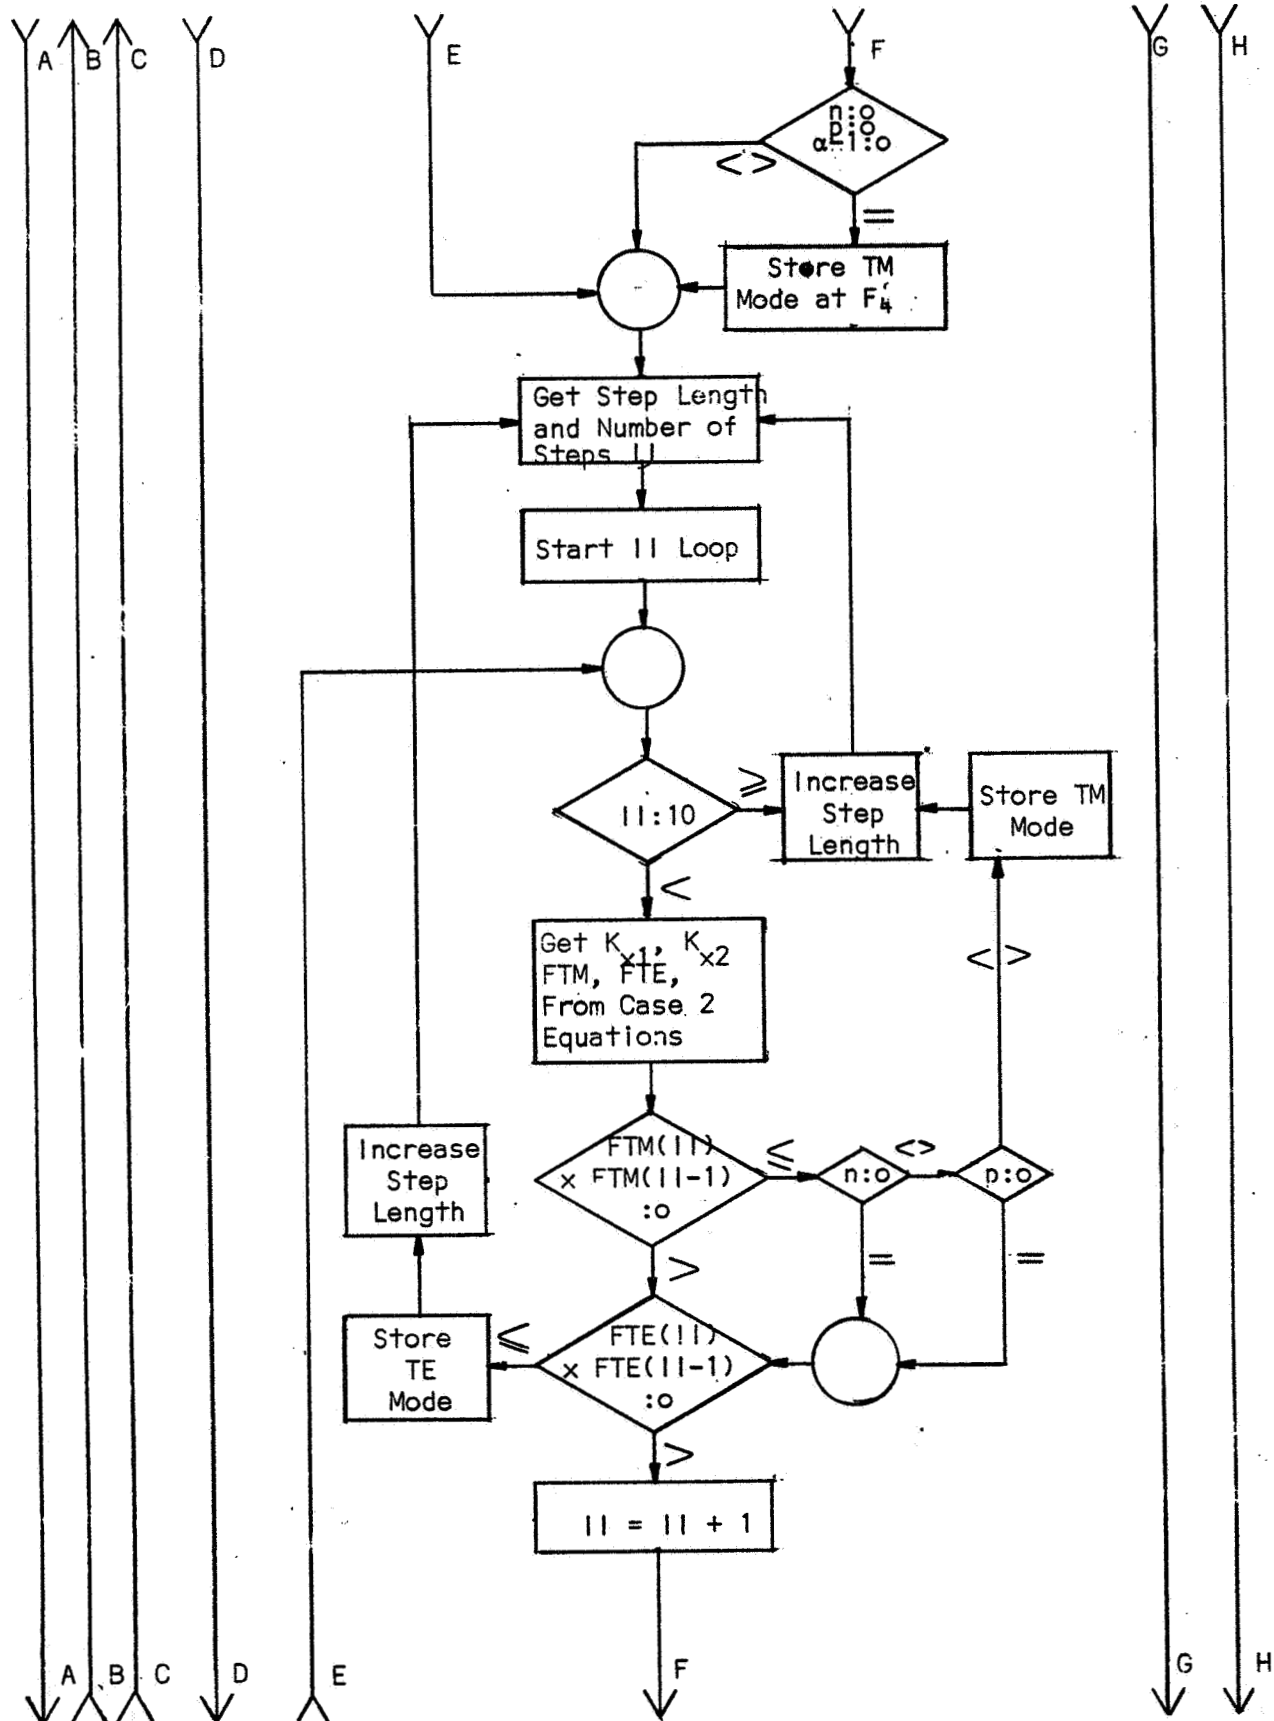 A B C D E F G H
n:o
p:o
α-1:o
<>
=
Store TM
Mode at F4
Get Step Length
and Number of
Steps II
Start II Loop
II:10
≥
<
Increase
Step
Length
Store TM
Mode
<>
Get Kx1, Kx2
FTM, FTE,
From Case 2
Equations
FTM(II)
x FTM(II-1)
:o
≤
n:o
<>
p:o
=
=
>
Increase
Step
Length
Store
TE
Mode
≤
FTE(II)
x FTE(II-1)
:o
>
II = II + 1
A B C D E F G H